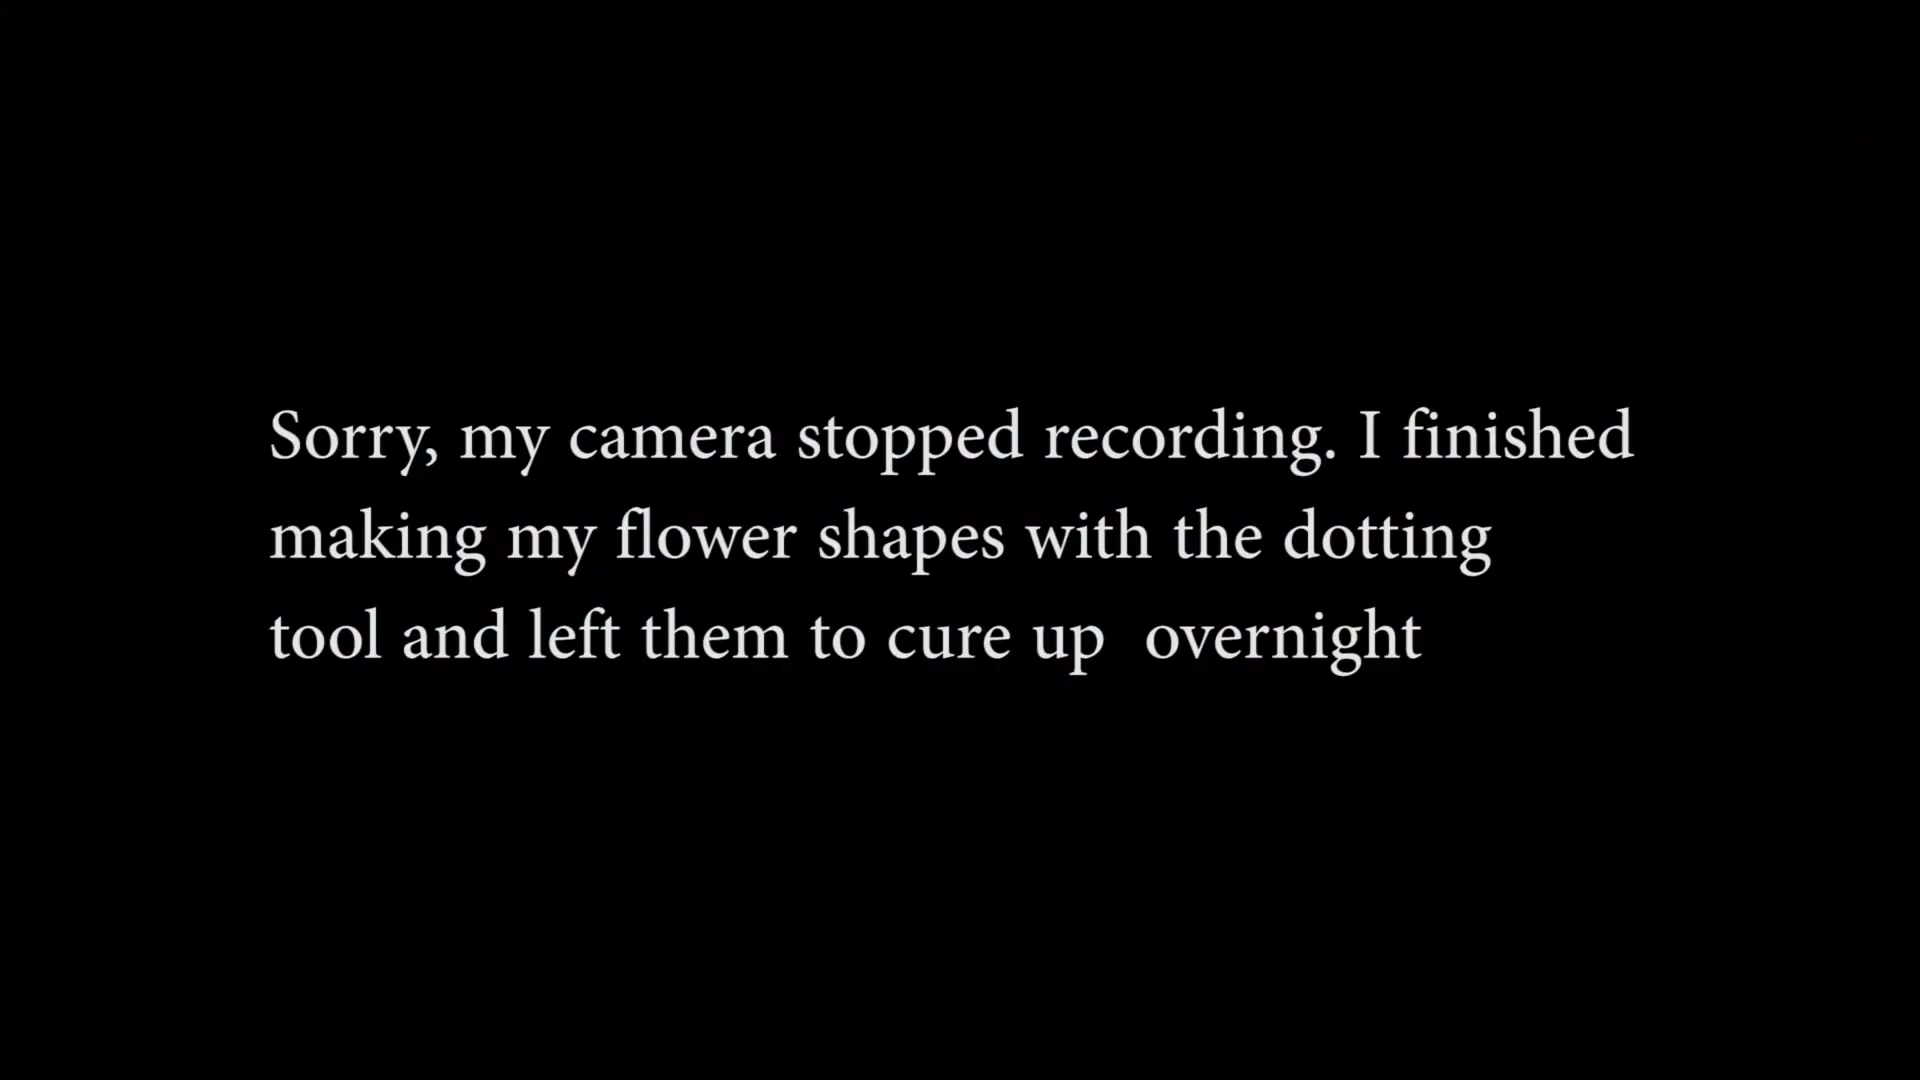 Sorry, my camera stopped recording. I finished
making my flower shapes with the dotting
tool and left them to cure up  overnight